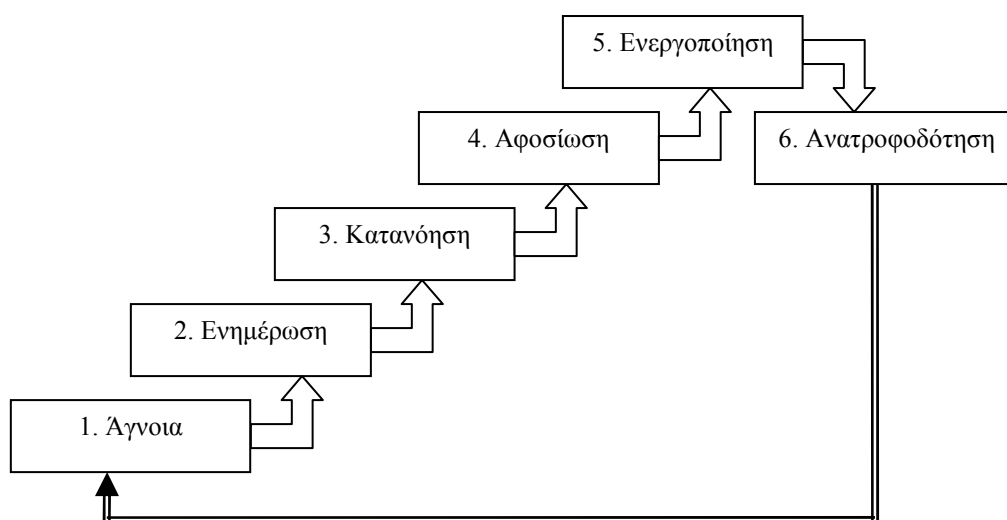 5. Ενεργοποίηση
4. Αφοσίωση
6. Ανατροφοδότηση
3. Κατανόηση
2. Ενημέρωση
1. Άγνοια